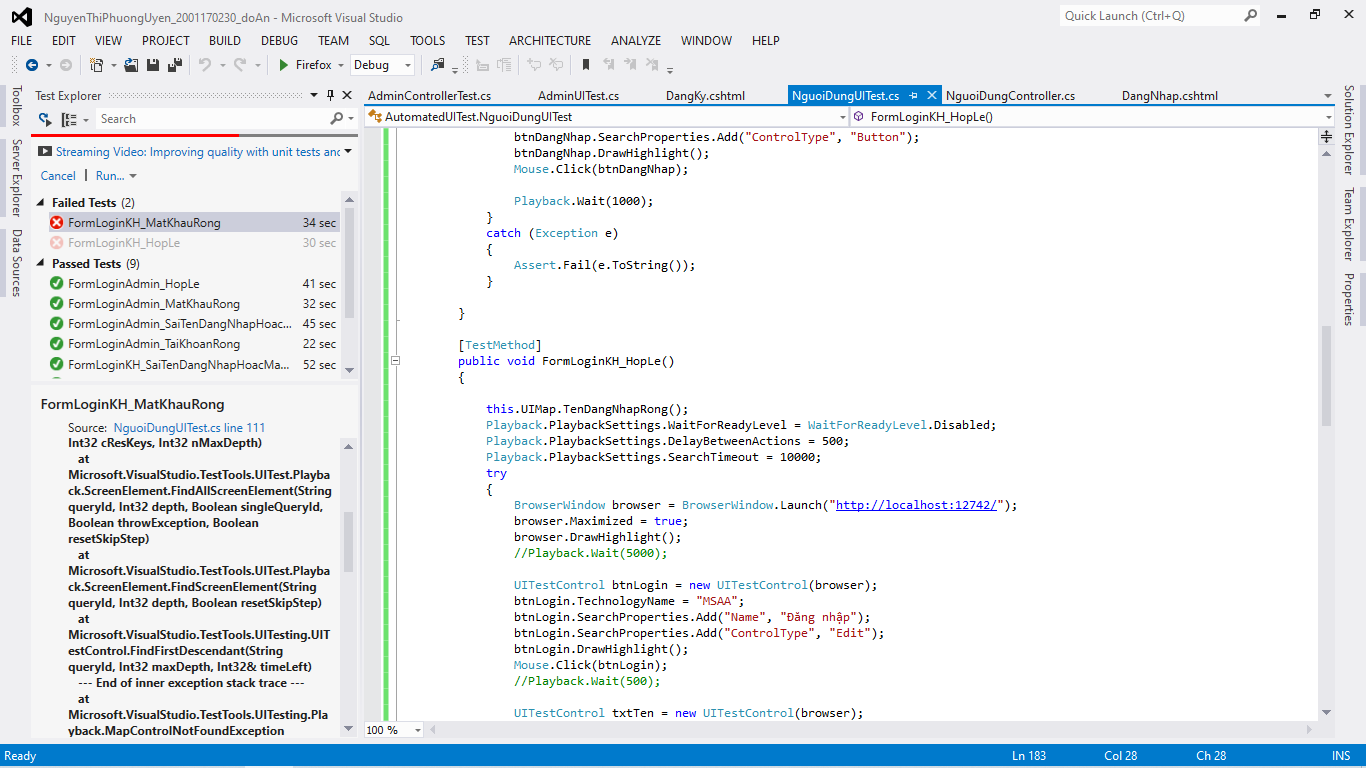 NguyenThiPhuongUyen_2001170230_doAn - Microsoft Visual Studio
Quick Launch (Ctrl+Q)
FILE EDIT VIEW PROJECT BUILD DEBUG TEAM SQL TOOLS TEST ARCHITECTURE ANALYZE WINDOW HELP
Firefox Debug
Toolbox
Server Explorer
Data Sources
Test Explorer
Search
Streaming Video: Improving quality with unit tests and
Cancel | Run...
Failed Tests (2)
FormLoginKH_MatKhauRong 34 sec
FormLoginKH_HopLe 30 sec
Passed Tests (9)
FormLoginAdmin_HopLe 41 sec
FormLoginAdmin_MatKhauRong 32 sec
FormLoginAdmin_SaiTenDangNhapHoac... 45 sec
FormLoginAdmin_TaiKhoanRong 22 sec
FormLoginKH_SaiTenDangNhapHoacMa... 52 sec
FormLoginKH_MatKhauRong
Source: NguoiDungUITest.cs line 111
Int32 cResKeys, Int32 nMaxDepth)
at
Microsoft.VisualStudio.TestTools.UITest.Playba
ck.ScreenElement.FindAllScreenElement(String
queryId, Int32 depth, Boolean singleQueryId,
Boolean throwException, Boolean
resetSkipStep)
at
Microsoft.VisualStudio.TestTools.UITest.Playba
ck.ScreenElement.FindScreenElement(String
queryId, Int32 depth, Boolean resetSkipStep)
at
Microsoft.VisualStudio.TestTools.UITesting.UIT
estControl.FindFirstDescendant(String
queryId, Int32 maxDepth, Int32& timeLeft)
--- End of inner exception stack trace ---
at
Microsoft.VisualStudio.TestTools.UITesting.Pla
yback.MapControlNotFoundException
AdminControllerTest.cs AdminUITest.cs DangKy.cshtml NguoiDungUITest.cs NguoiDungController.cs DangNhap.cshtml
AutomatedUITest.NguoiDungUITest FormLoginKH_HopLe()
btnDangNhap.SearchProperties.Add("ControlType", "Button");
btnDangNhap.DrawHighlight();
Mouse.Click(btnDangNhap);
Playback.Wait(1000);
}
catch (Exception e)
{
Assert.Fail(e.ToString());
}
}
[TestMethod]
public void FormLoginKH_HopLe()
{
this.UIMap.TenDangNhapRong();
Playback.PlaybackSettings.WaitForReadyLevel = WaitForReadyLevel.Disabled;
Playback.PlaybackSettings.DelayBetweenActions = 500;
Playback.PlaybackSettings.SearchTimeout = 10000;
try
{
BrowserWindow browser = BrowserWindow.Launch("http://localhost:12742/");
browser.Maximized = true;
browser.DrawHighlight();
//Playback.Wait(5000);
UITestControl btnLogin = new UITestControl(browser);
btnLogin.TechnologyName = "MSAA";
btnLogin.SearchProperties.Add("Name", "Đăng nhập");
btnLogin.SearchProperties.Add("ControlType", "Edit");
btnLogin.DrawHighlight();
Mouse.Click(btnLogin);
//Playback.Wait(500);
UITestControl txtTen = new UITestControl(browser);
100 %
Solution Explorer
Team Explorer
Properties
Ready Ln 183 Col 28 Ch 28 INS